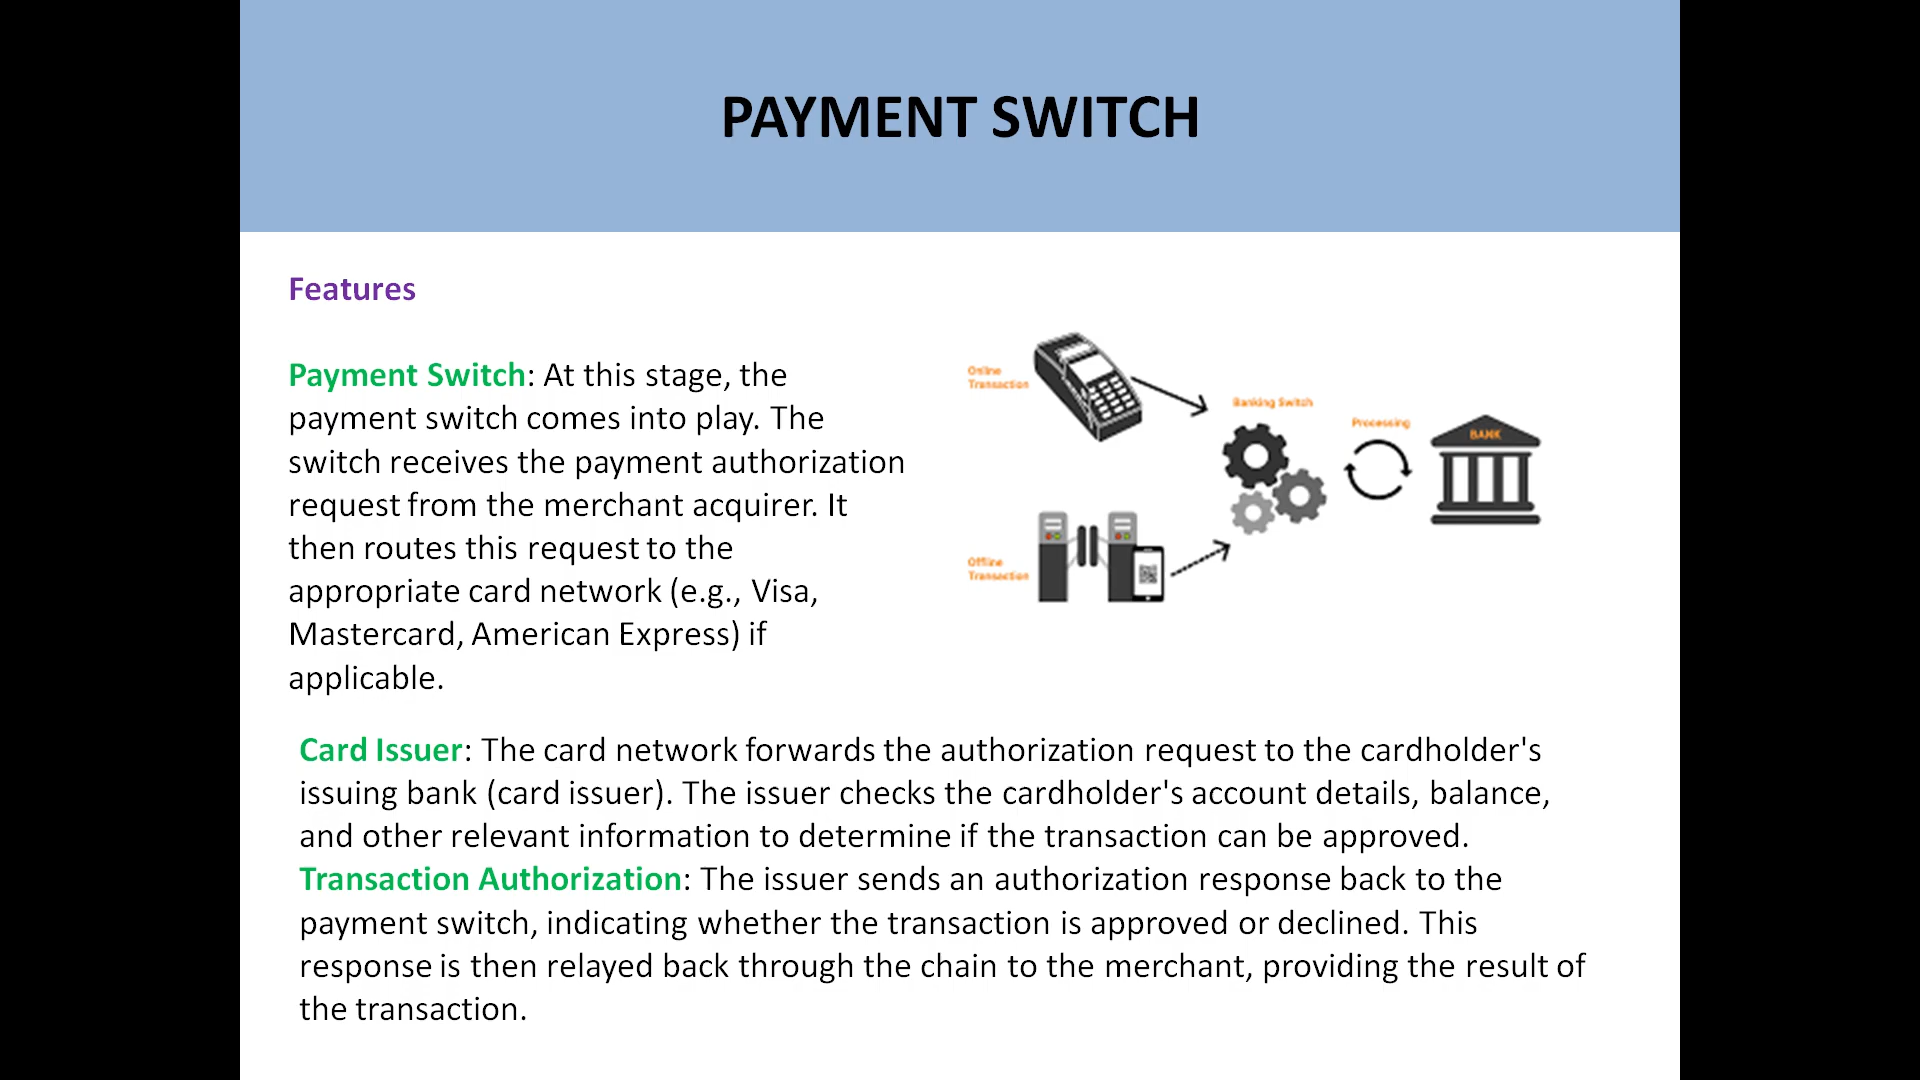 PAYMENT SWITCH
Features
Payment Switch: At this stage, the
payment switch comes into play. The
switch receives the payment authorization
request from the merchant acquirer. It
then routes this request to the
appropriate card network (e.g., Visa,
Mastercard, American Express) if
applicable.
Online
Transaction
Banking Switch
Processing
BANK
Offline
Transaction
Card Issuer: The card network forwards the authorization request to the cardholder's
issuing bank (card issuer). The issuer checks the cardholder's account details, balance,
and other relevant information to determine if the transaction can be approved.
Transaction Authorization: The issuer sends an authorization response back to the
payment switch, indicating whether the transaction is approved or declined. This
response is then relayed back through the chain to the merchant, providing the result of
the transaction.